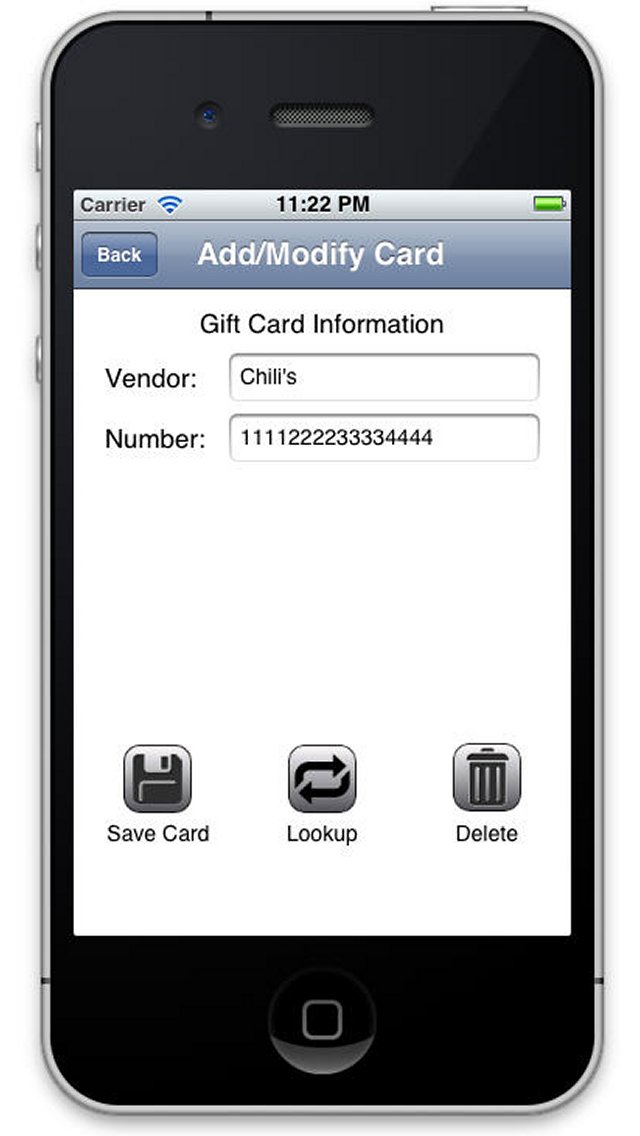 Carrier 11:22 PM
Back Add/Modify Card
Gift Card Information
Vendor: Chili's
Number: 1111222233334444
Save Card Lookup Delete